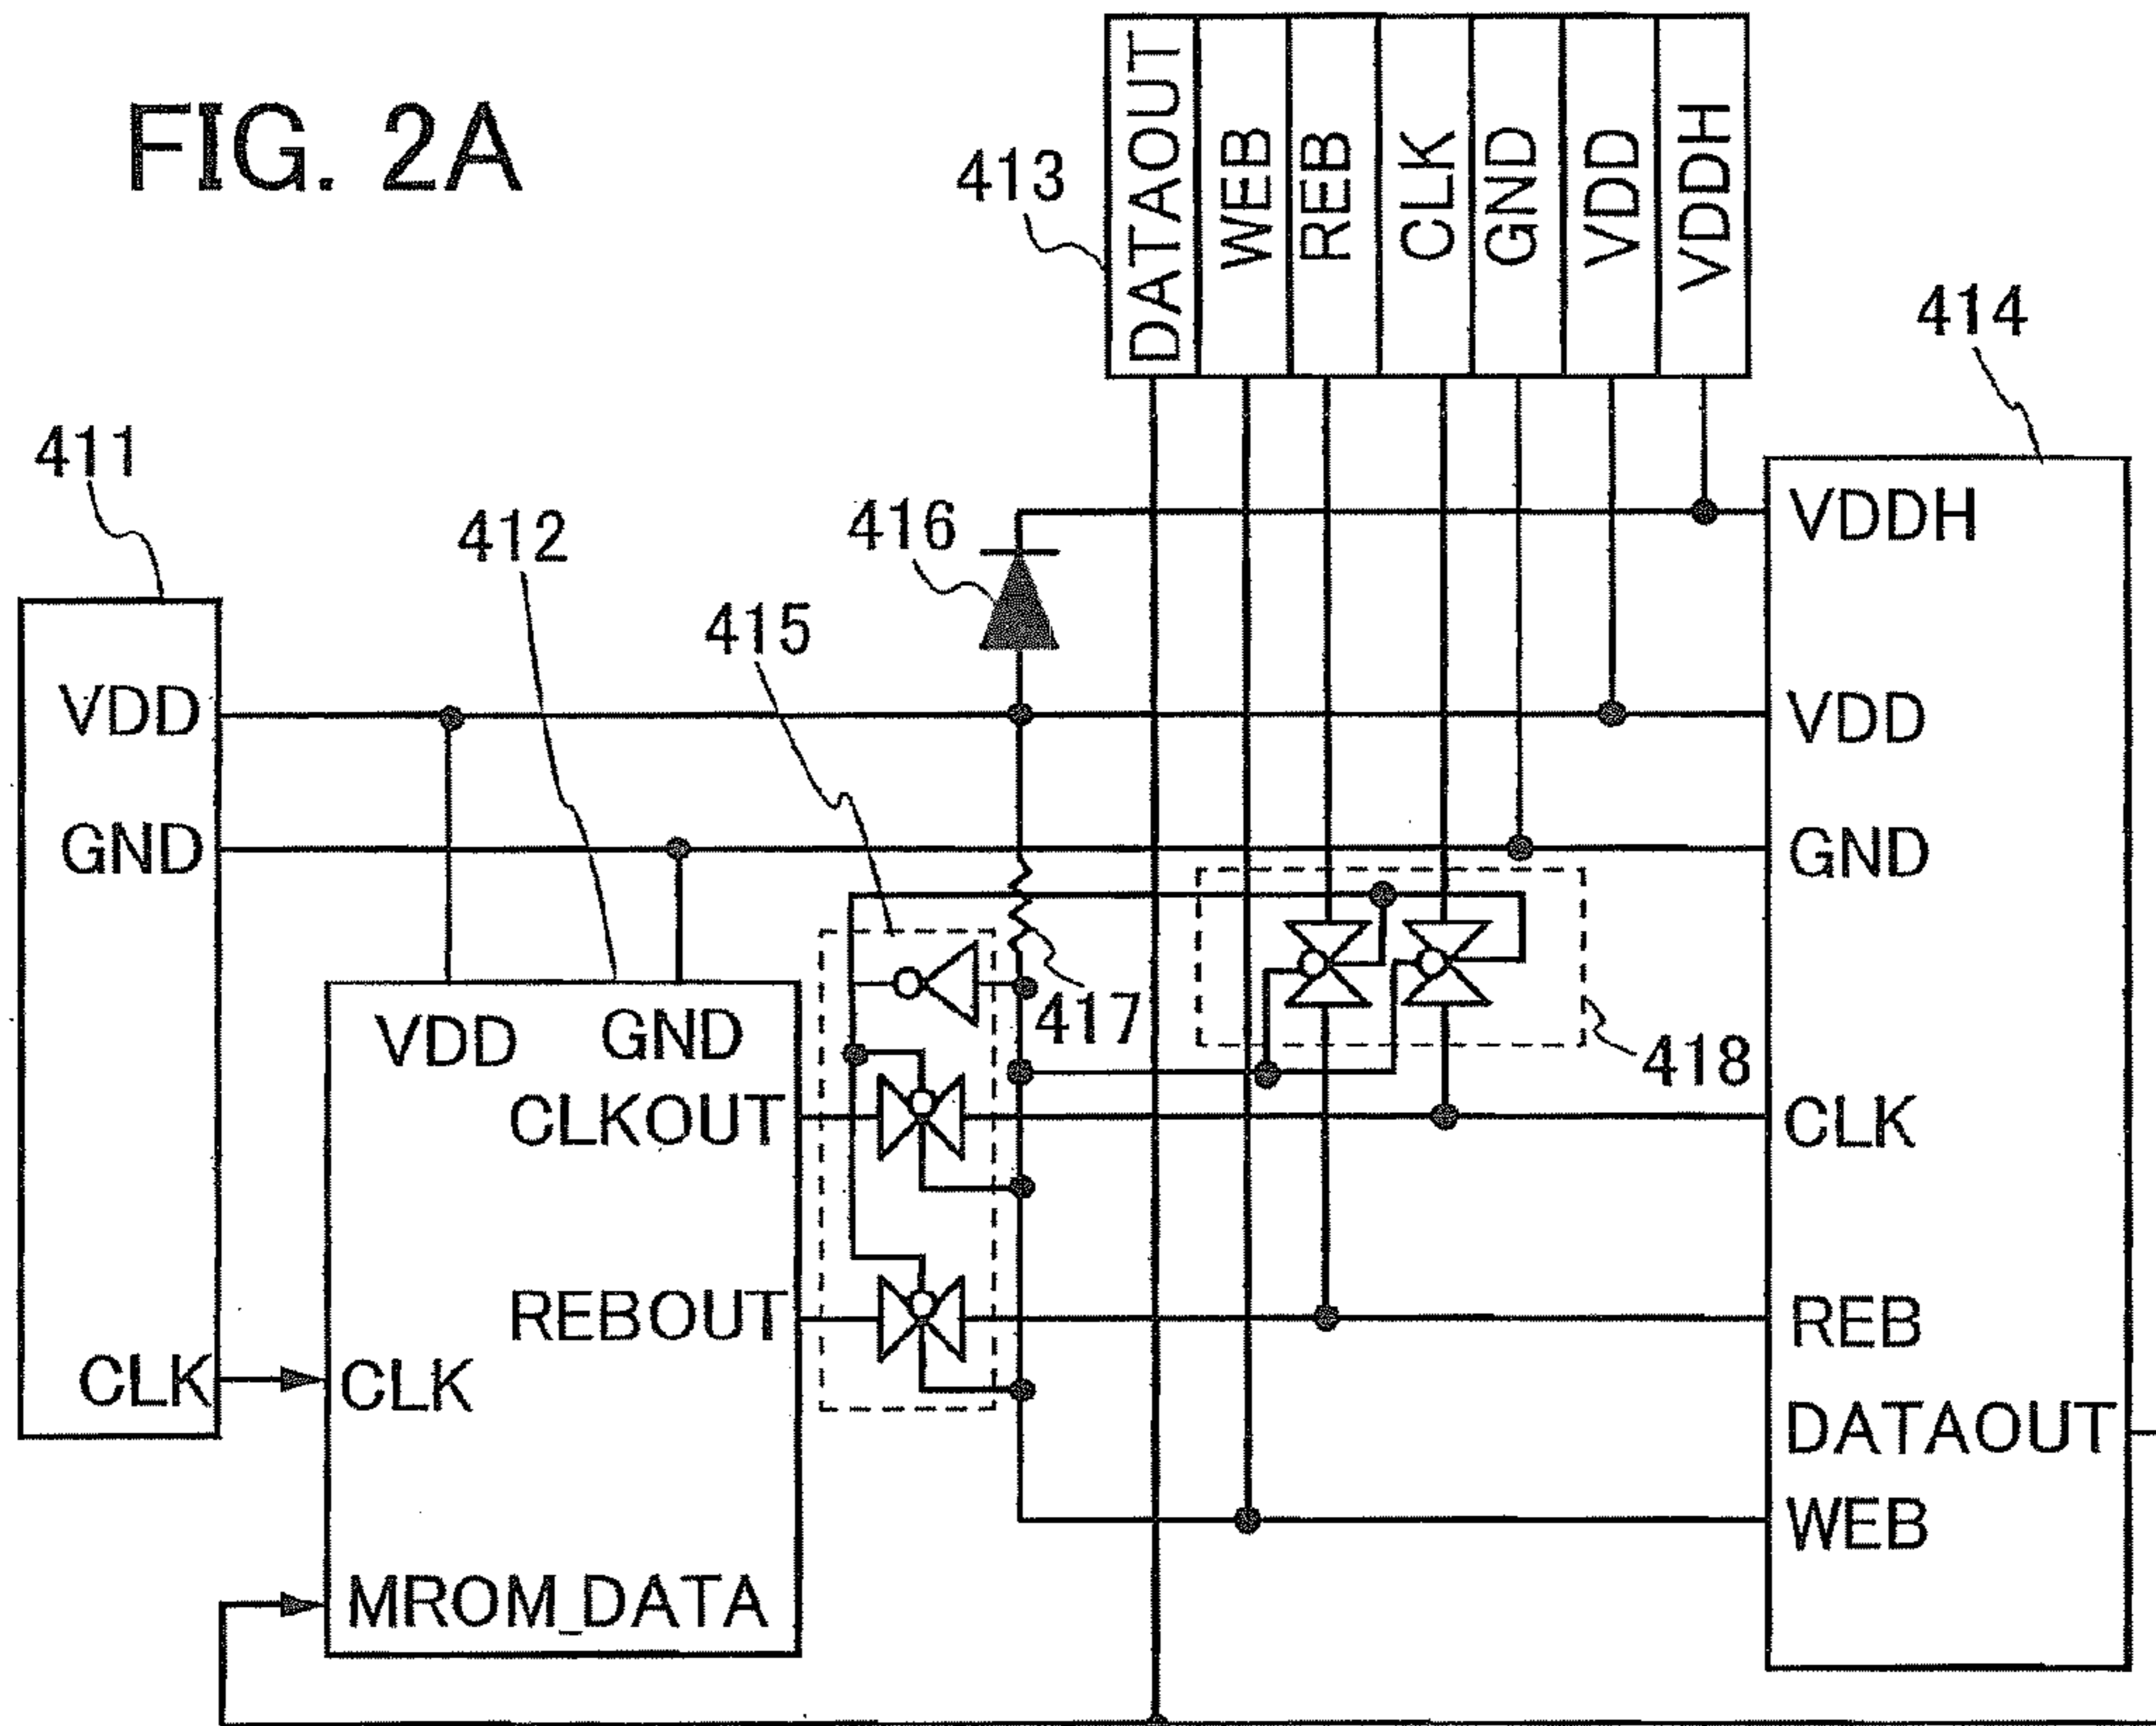 FIG. 2A
413
DATAOUT
WEB
REB
CLK
GND
VDD
VDDH
414
411
412
416
415
VDD
GND
CLK
VDD
GND
CLKOUT
REBOUT
CLK
MROM_DATA
417
418
VDDH
VDD
GND
CLK
REB
DATAOUT
WEB